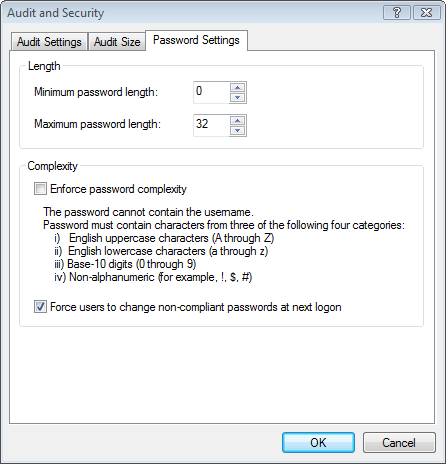 Audit and Security
?
Audit Settings
Audit Size
Password Settings
Length
Minimum password length: 0
Maximum password length: 32
Complexity
Enforce password complexity
The password cannot contain the username.
Password must contain characters from three of the following four categories:
i) English uppercase characters (A through Z)
ii) English lowercase characters (a through z)
iii) Base-10 digits (0 through 9)
iv) Non-alphanumeric (for example, !, $, #)
Force users to change non-compliant passwords at next logon
OK
Cancel